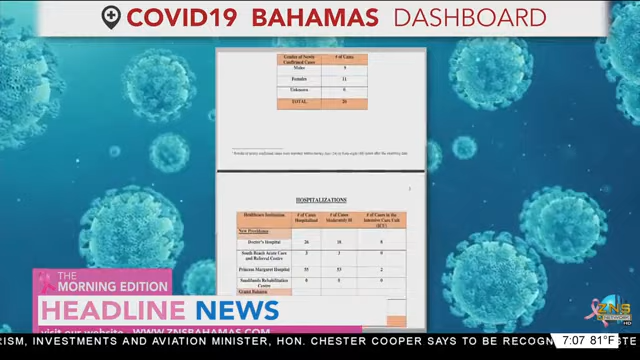 COVID19 BAHAMAS DASHBOARD
Gender of Newly Confirmed Cases # of Cases
Males 9
Females 11
Unknown 0
TOTAL 20
HOSPITALIZATIONS
Healthcare Institution # of Cases Hospitalized # of Cases Moderately Ill # of Cases in the Intensive Care Unit (ICU)
New Providence
Doctor's Hospital
South Beach Acute Care and Referral Centre 3 3 0
Princess Margaret Hospital 55 53 2
Sandilands Rehabilitation Centre 0 0 0
Grand Bahama
THE
MORNING EDITION
HEADLINE NEWS
visit our website - WWW.ZNSBAHAMAS.COM
ZNS
NETWORK
HD
RISM, INVESTMENTS AND AVIATION MINISTER, HON. CHESTER COOPER SAYS TO BE RECOGN
STE
7:07 81°F